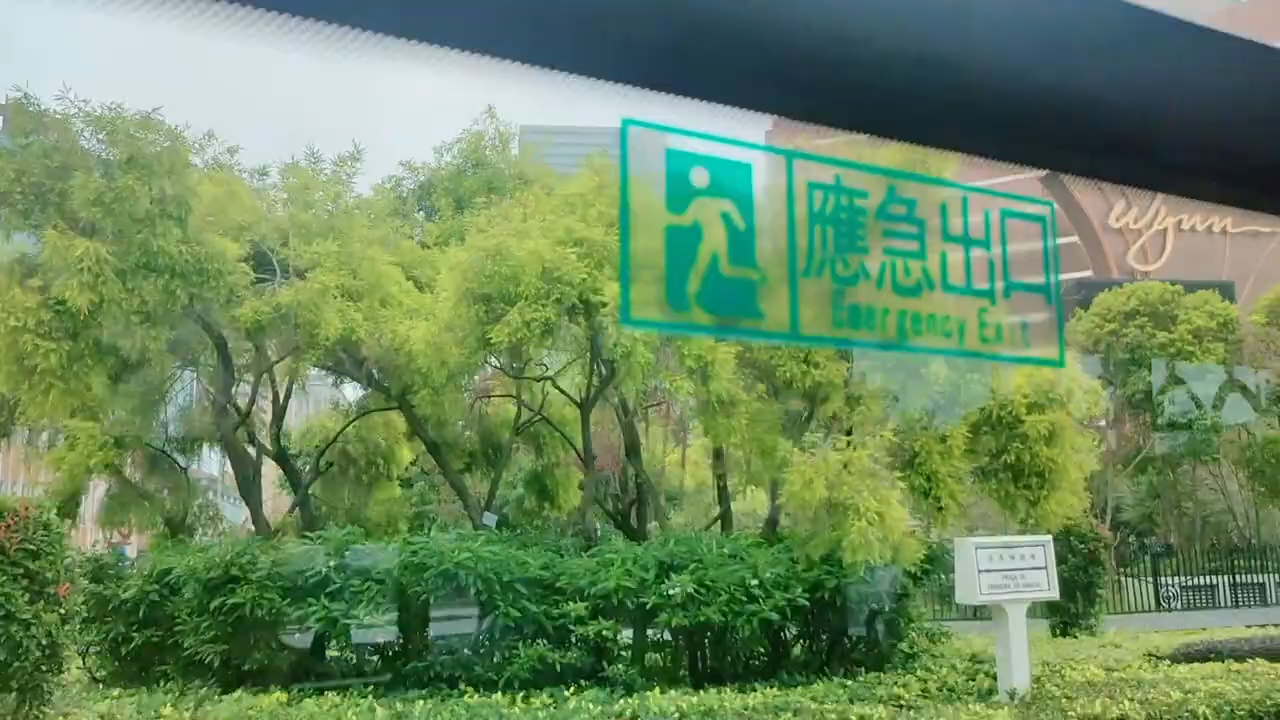 應急出口
Emergency Exit
wynn